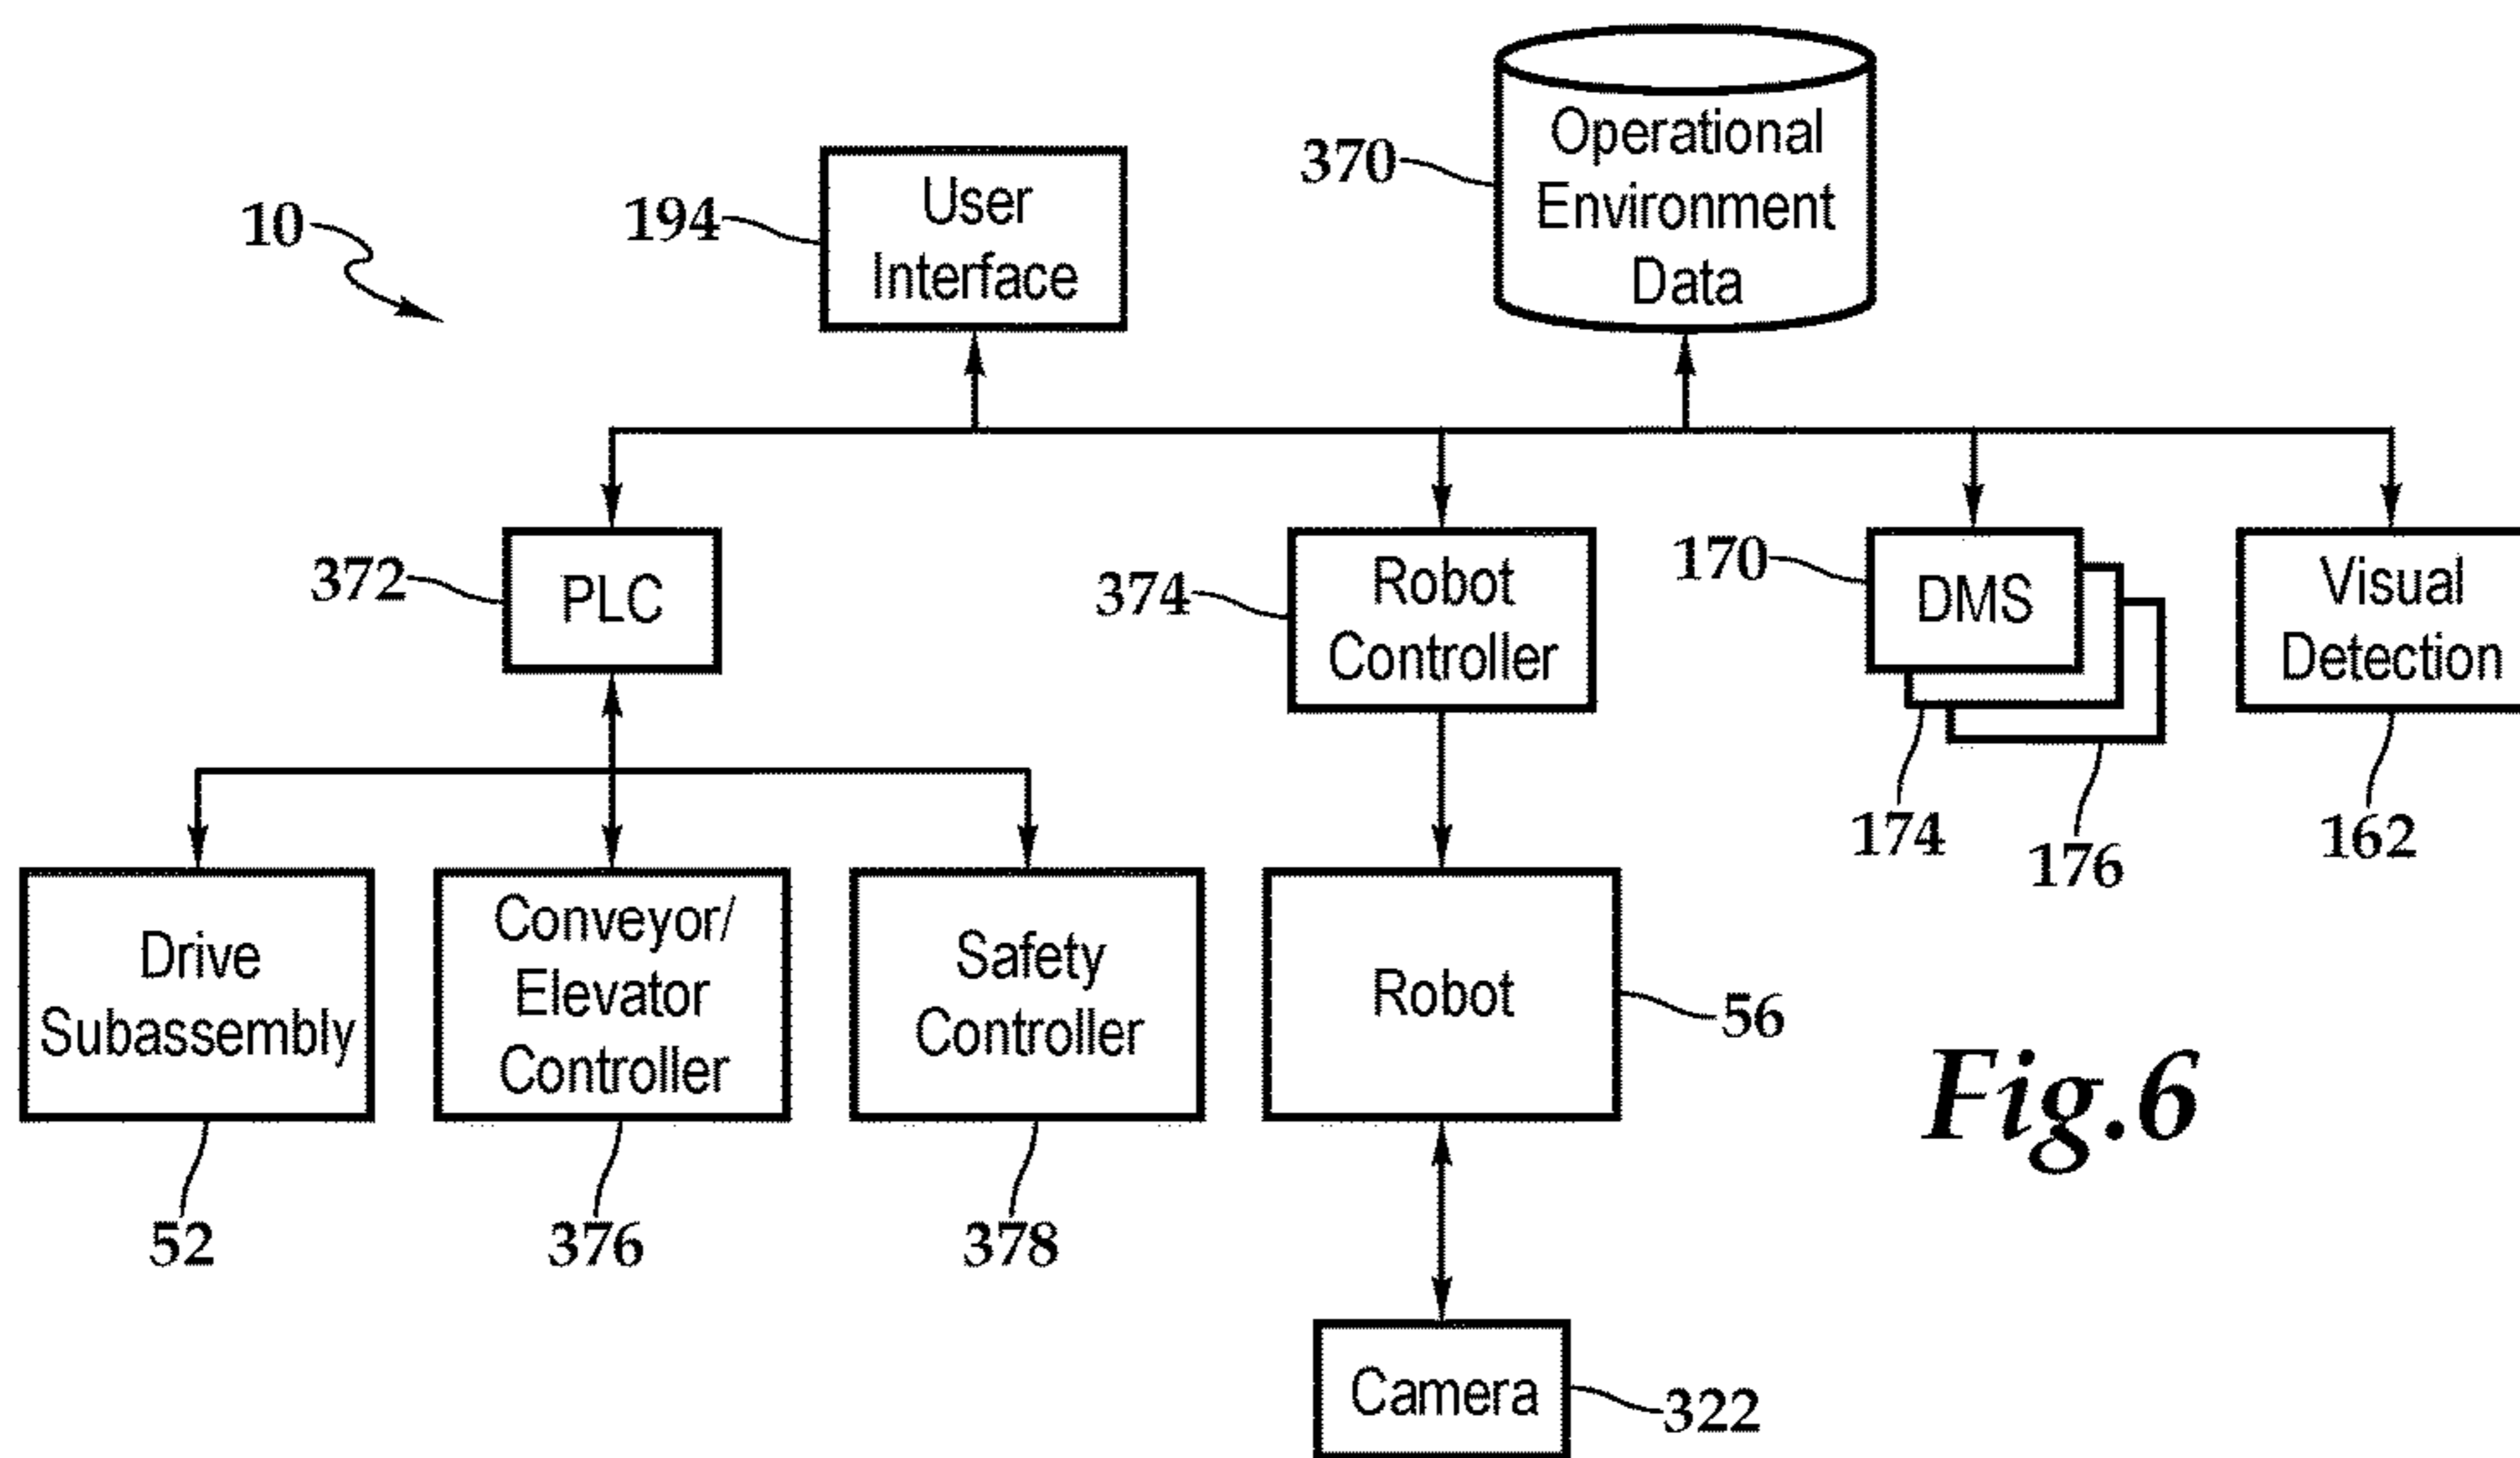 10
194
User
Interface
370
Operational
Environment
Data
372
PLC
374
Robot
Controller
170
DMS
174
176
Visual
Detection
162
Drive
Subassembly
52
Conveyor/
Elevator
Controller
376
Safety
Controller
378
Robot
56
Camera
322
Fig.6